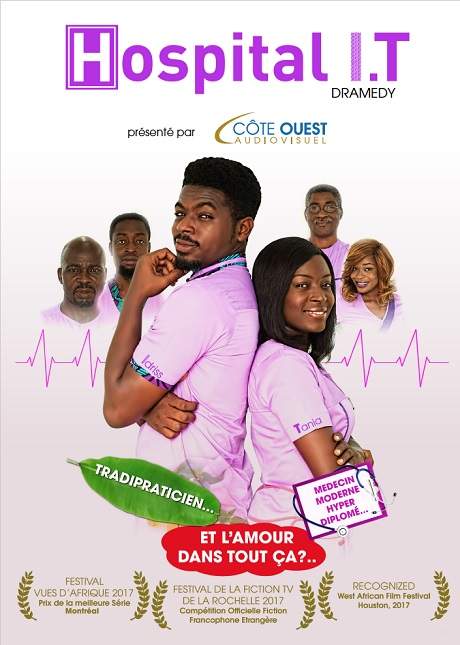 Hospital I.T
DRAMEDY
présenté par
CÔTE OUEST
AUDIOVISUEL
Idriss
Tania
TRADIPRATICIEN...
MEDECIN
MODERNE
HYPER
DIPLOMÉ...
ET L'AMOUR
DANS TOUT ÇA?..
FESTIVAL
VUES D'AFRIQUE 2017
Prix de la meilleure Série
Montréal
FESTIVAL DE LA FICTION TV
DE LA ROCHELLE 2017
Compétition Officielle Fiction
Francophone Etrangère
RECOGNIZED
West African Film Festival
Houston, 2017